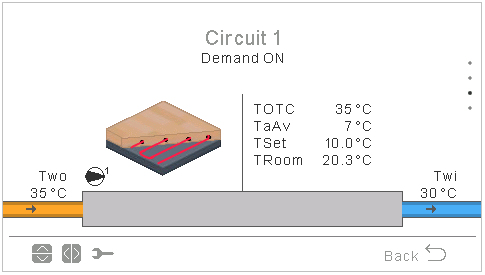 Circuit 1
Demand ON
TOTC 35°C
TaAv 7°C
TSet 10.0°C
TRoom 20.3°C
Two
35°C
1
Twi
30°C
Back